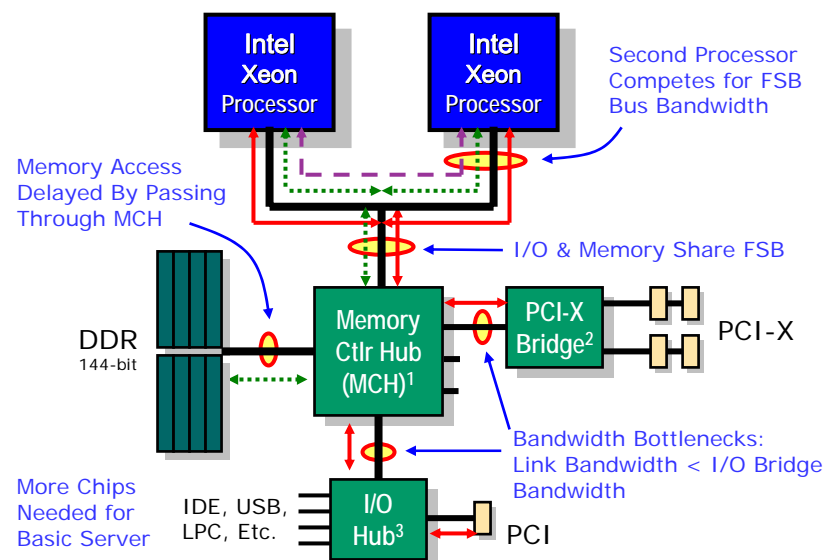 Intel
Xeon
Processor
Intel
Xeon
Processor
Second Processor
Competes for FSB
Bus Bandwidth
Memory Access
Delayed By Passing
Through MCH
I/O & Memory Share FSB
DDR
144-bit
Memory
Ctlr Hub
(MCH)1
PCI-X
Bridge2
PCI-X
Bandwidth Bottlenecks:
Link Bandwidth < I/O Bridge
Bandwidth
More Chips
Needed for
Basic Server
IDE, USB,
LPC, Etc.
I/O
Hub3
PCI